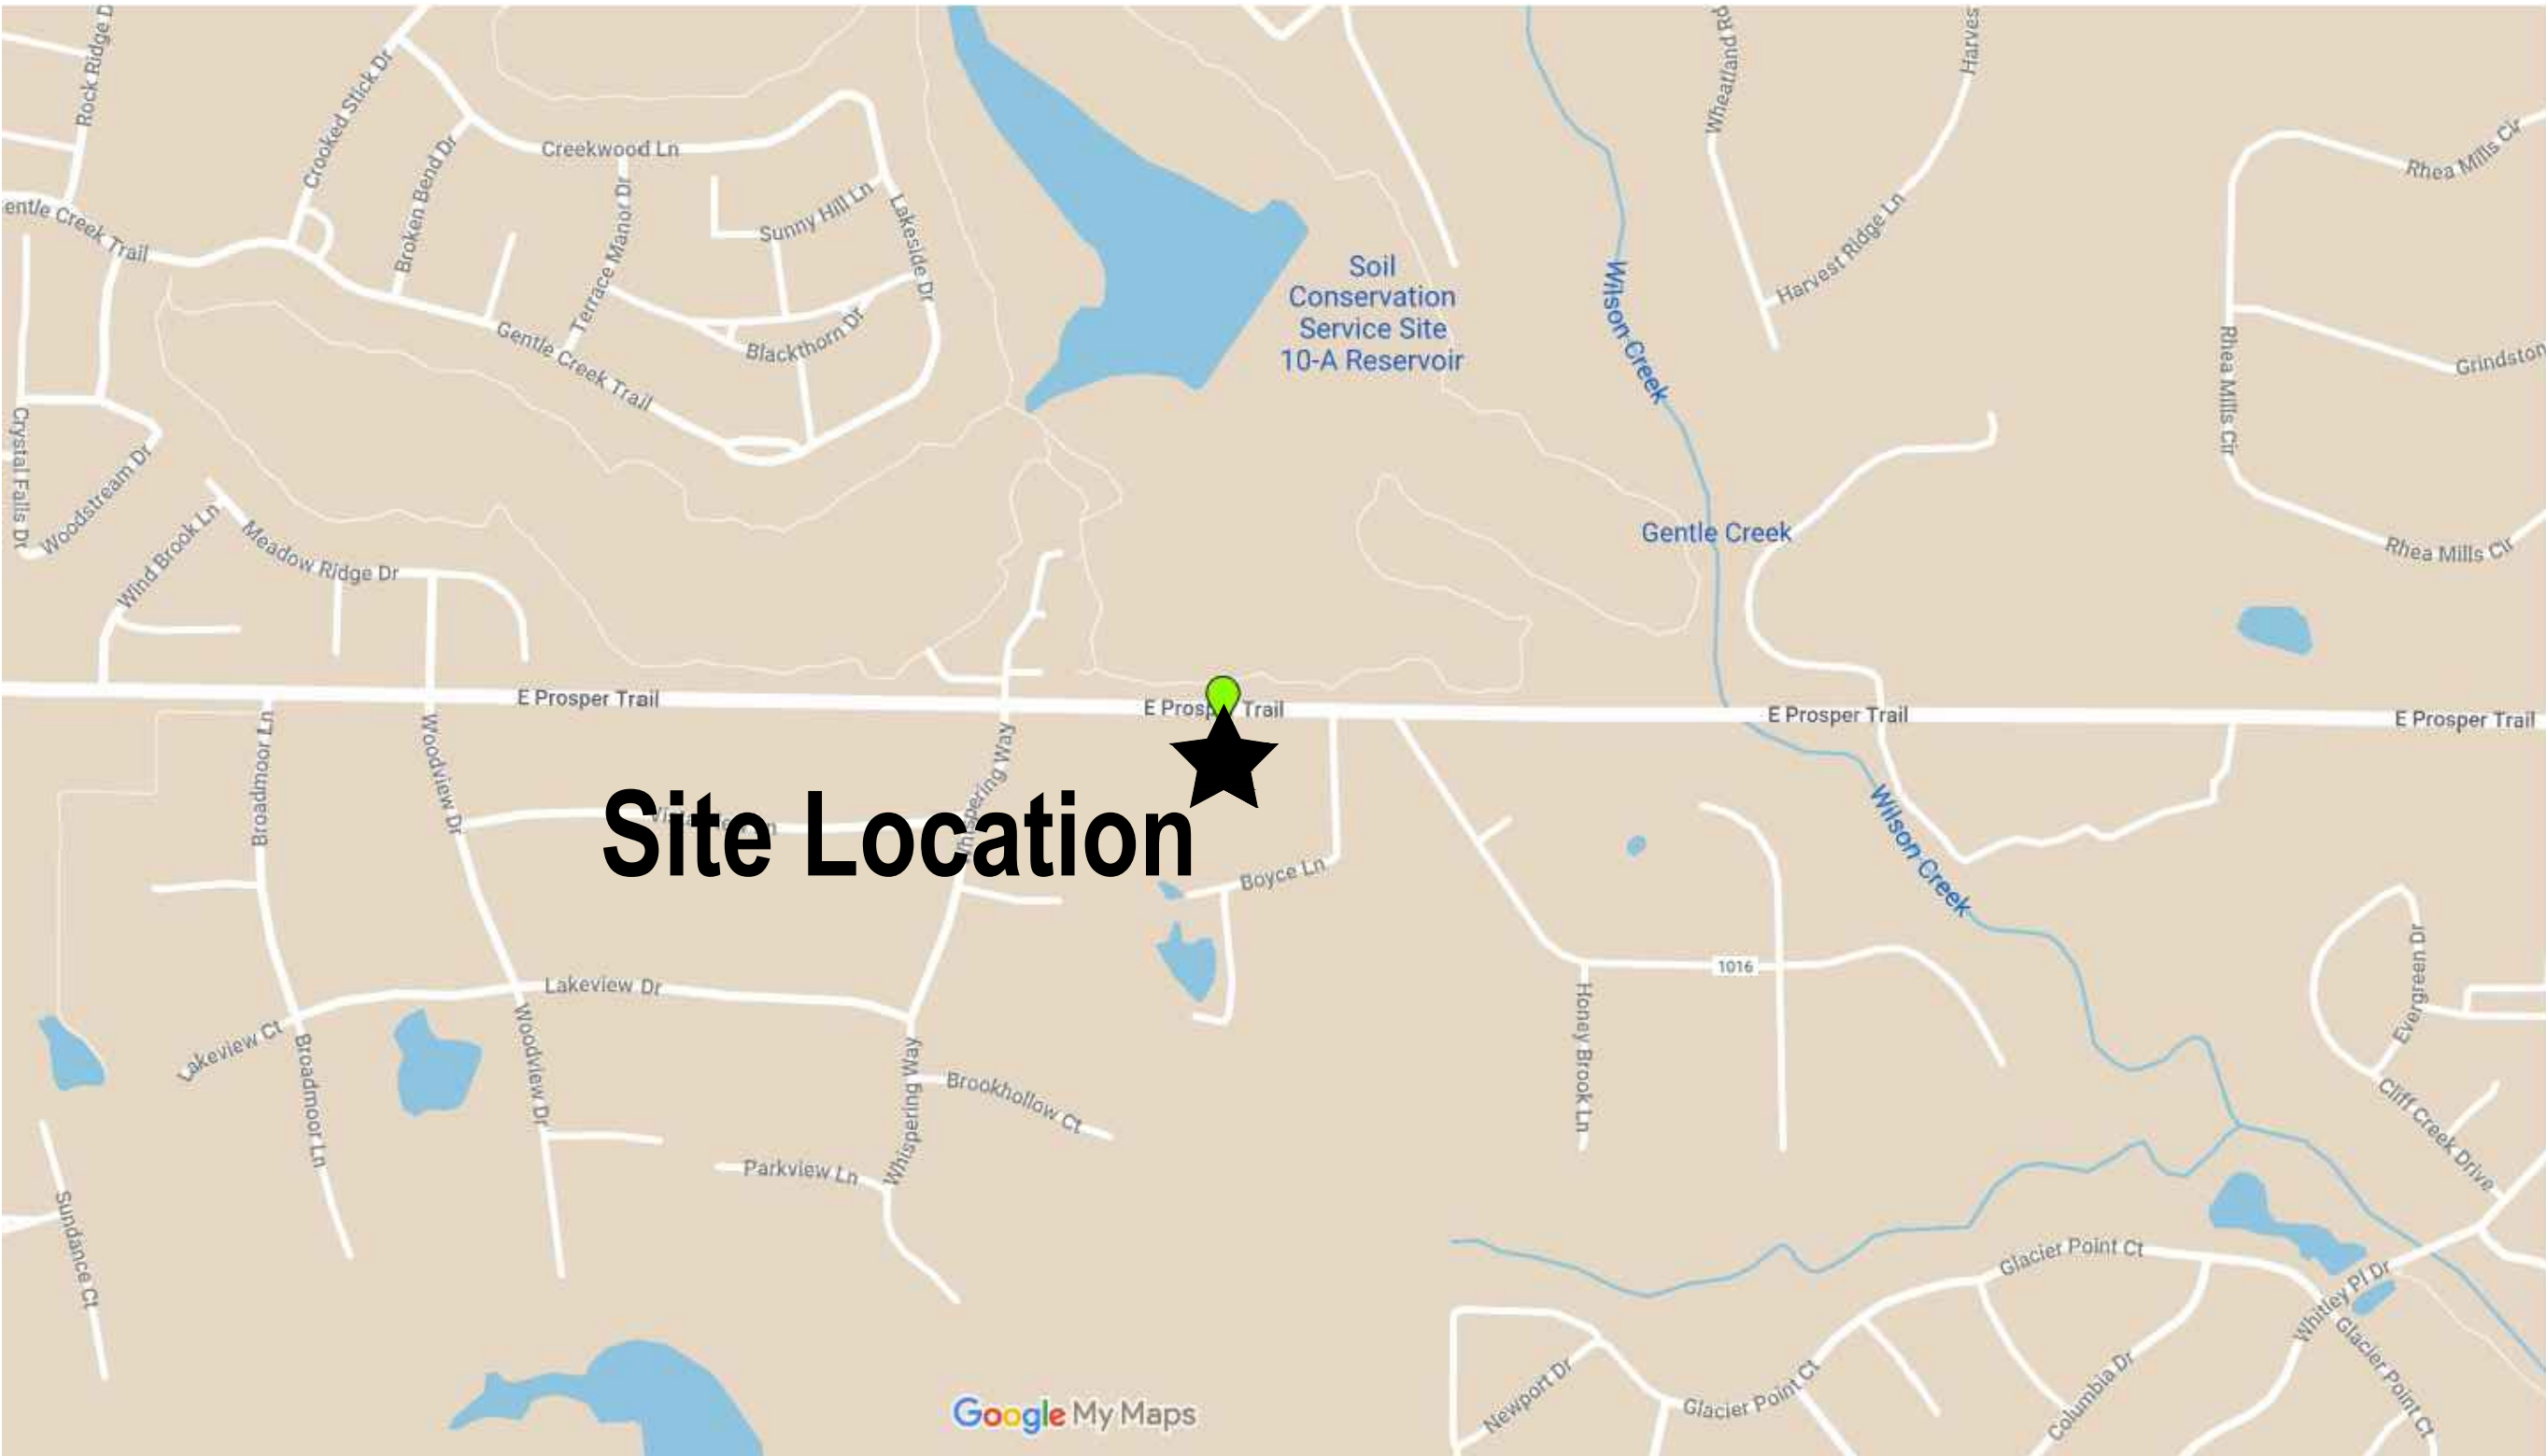 Rock Ridge D
Crooked Stick Dr
Broken Bend Dr
Creekwood Ln
Terrace Manor Dr
Sunny Hill Ln
Lakeside Dr
Blackthorn Dr
entle Creek Trail
Gentle Creek Trail
Soil
Conservation
Service Site
10-A Reservoir
Wilson Creek
Wheatland Rd
Harves
Harvest Ridge Ln
Rhea Mills Cir
Rhea Mills Cir
Grindston
Rhea Mills Cir
Gentle Creek
Crystal Falls Dr
Woodstream Dr
Wind Brook Ln
Meadow Ridge Dr
E Prosper Trail
E Prosp Trail
E Prosper Trail
E Prosper Trail
Broadmoor Ln
Woodview Dr
Whispering Way
Site Location
Boyce Ln
Wilson Creek
1016
Honey Brook Ln
Evergreen Dr
Cliff Creek Drive
Lakeview Dr
Lakeview Ct
Broadmoor Ln
Woodview Dr
Whispering Way
Brookhollow Ct
Parkview Ln
Sundance Ct
Glacier Point Ct
Whitley Pl Dr
Glacier Point Ct
Newport Dr
Glacier Point Ct
Columbia Dr
Google My Maps